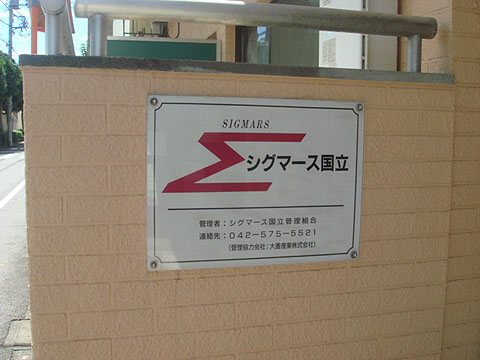 SIGMARS
Σシグマース国立
管理者：シグマース国立管理組合
連絡先：042-575-5521
（管理協力会社：大善産業株式会社）